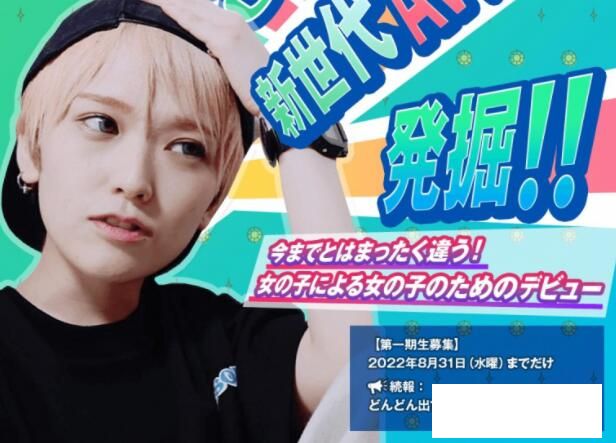 新世代
発掘!!
今までとはまったく違う!
女の子による女の子のためのデビュー
【第一期生募集】
2022年8月31日(水曜)までだけ
続報:
どんどん出